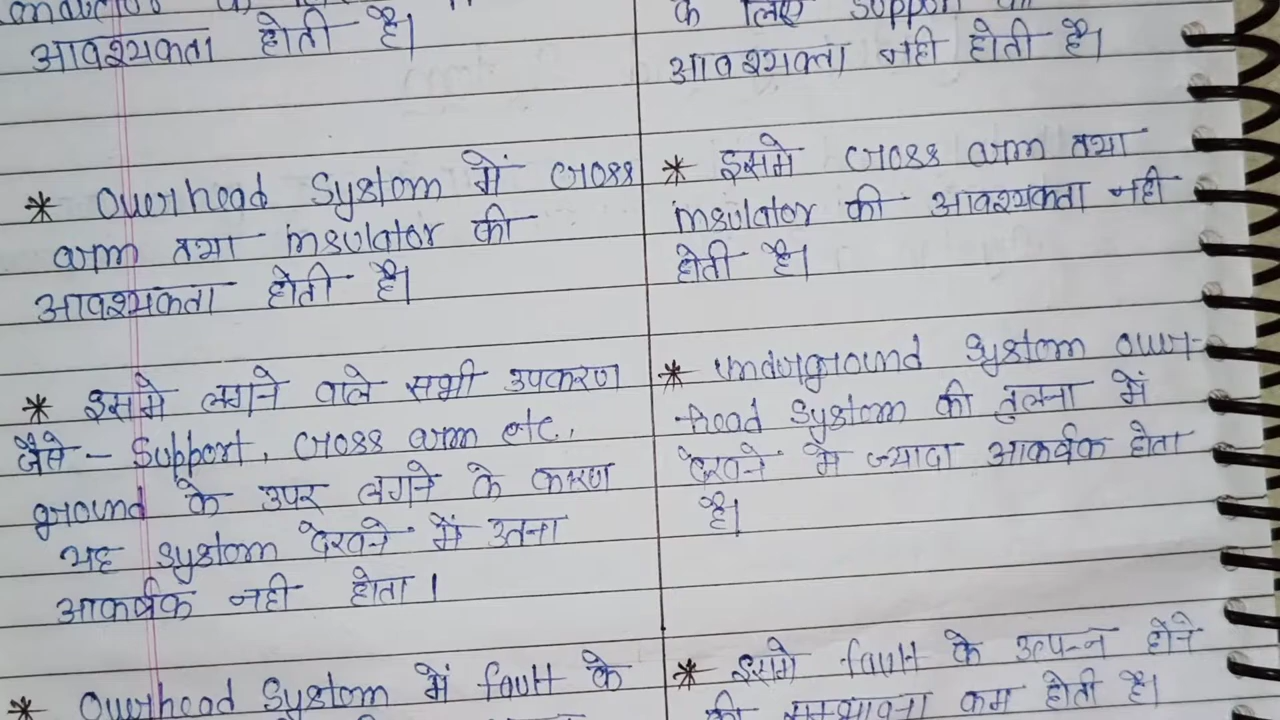 आवश्यकता होती है।
* overhead system में cross
arm तथा insulator की
आवश्यकता होती है।
* इसमे लगने वाले सभी उपकरण
जैसे – Support, cross arm etc.
ground के उपर लगने के कारण
यह system देखने में उतना
आकर्षक नही होता।
* overhead system में fault के
के लिए support की
आवश्यकता नही होती है।
* इसमे cross arm तथा
insulator की आवश्यकता नही
होती है।
* underground system over-
-head system की तुलना में
देखने मे ज्यादा आकर्षक होता
है।
* इसमे fault के उत्पन्न होने
की सम्भावना कम होती है।